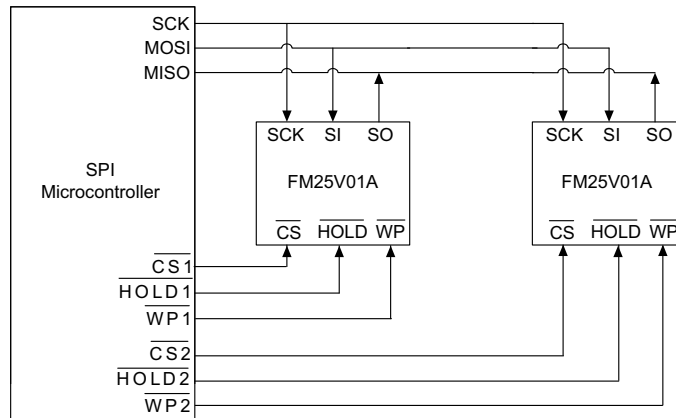 SCK
MOSI
MISO
SPI
Microcontroller
CS1
HOLD1
WP1
CS2
HOLD2
WP2
SCK SI SO
FM25V01A
CS HOLD WP
SCK SI SO
FM25V01A
CS HOLD WP